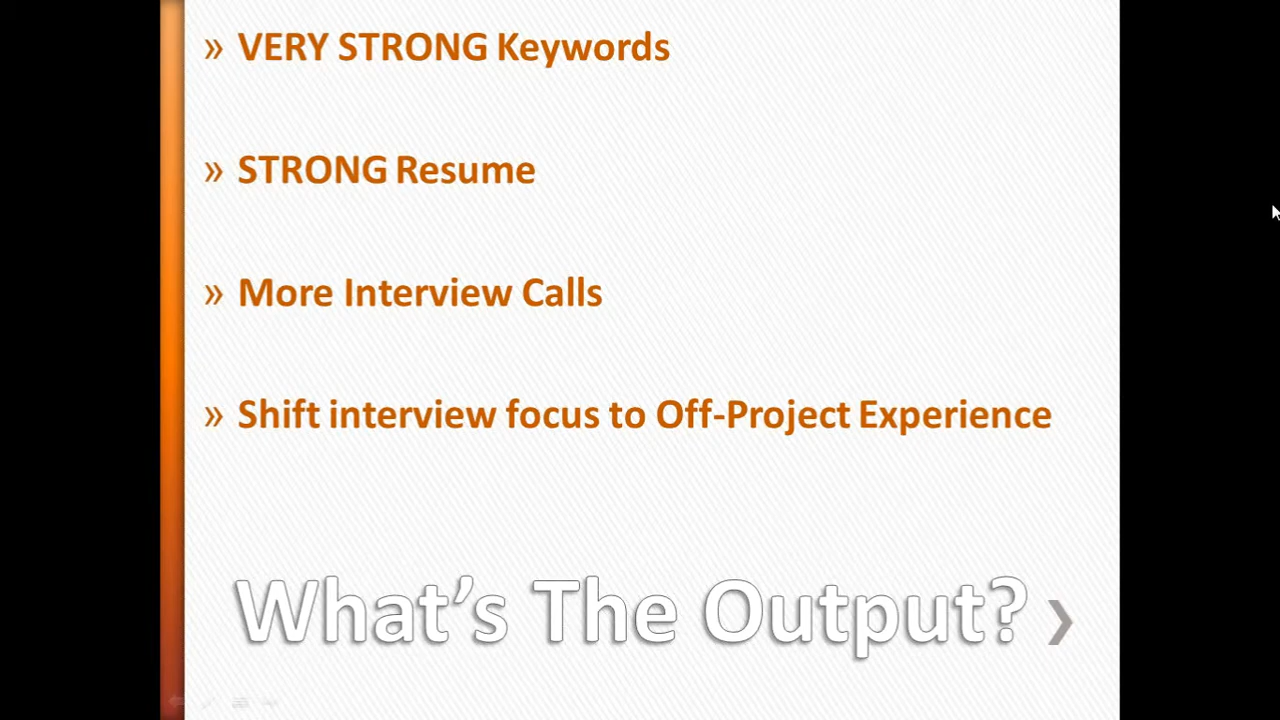 » VERY STRONG Keywords
» STRONG Resume
» More Interview Calls
» Shift interview focus to Off-Project Experience
What’s The Output?